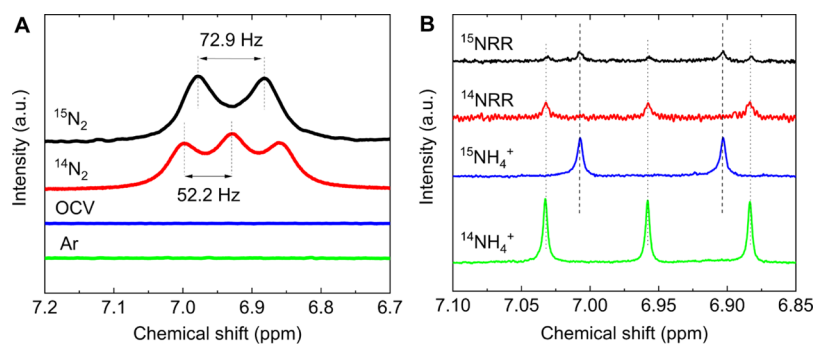 A
72.9 Hz
¹⁵N₂
¹⁴N₂
52.2 Hz
OCV
Ar
Intensity (a.u.)
7.2 7.1 7.0 6.9 6.8 6.7
Chemical shift (ppm)
B
¹⁵NRR
¹⁴NRR
¹⁵NH₄⁺
¹⁴NH₄⁺
Intensity (a.u.)
7.10 7.05 7.00 6.95 6.90 6.85
Chemical shift (ppm)